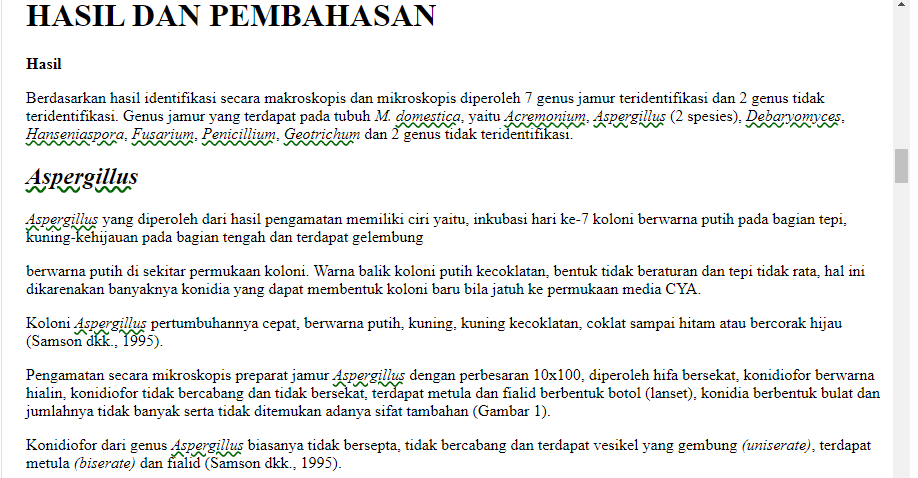 HASIL DAN PEMBAHASAN
Hasil
Berdasarkan hasil identifikasi secara makroskopis dan mikroskopis diperoleh 7 genus jamur teridentifikasi dan 2 genus tidak
teridentifikasi. Genus jamur yang terdapat pada tubuh M. domestica, yaitu Acremonium, Aspergillus (2 spesies), Debaryomyces,
Hanseniaspora, Fusarium, Penicillium, Geotrichum dan 2 genus tidak teridentifikasi.
Aspergillus
Aspergillus yang diperoleh dari hasil pengamatan memiliki ciri yaitu, inkubasi hari ke-7 koloni berwarna putih pada bagian tepi,
kuning-kehijauan pada bagian tengah dan terdapat gelembung
berwarna putih di sekitar permukaan koloni. Warna balik koloni putih kecoklatan, bentuk tidak beraturan dan tepi tidak rata, hal ini
dikarenakan banyaknya konidia yang dapat membentuk koloni baru bila jatuh ke permukaan media CYA.
Koloni Aspergillus pertumbuhannya cepat, berwarna putih, kuning, kuning kecoklatan, coklat sampai hitam atau bercorak hijau
(Samson dkk., 1995).
Pengamatan secara mikroskopis preparat jamur Aspergillus dengan perbesaran 10x100, diperoleh hifa bersekat, konidiofor berwarna
hialin, konidiofor tidak bercabang dan tidak bersekat, terdapat metula dan fialid berbentuk botol (lanset), konidia berbentuk bulat dan
jumlahnya tidak banyak serta tidak ditemukan adanya sifat tambahan (Gambar 1).
Konidiofor dari genus Aspergillus biasanya tidak bersepta, tidak bercabang dan terdapat vesikel yang gembung (uniserate), terdapat
metula (biserate) dan fialid (Samson dkk., 1995).